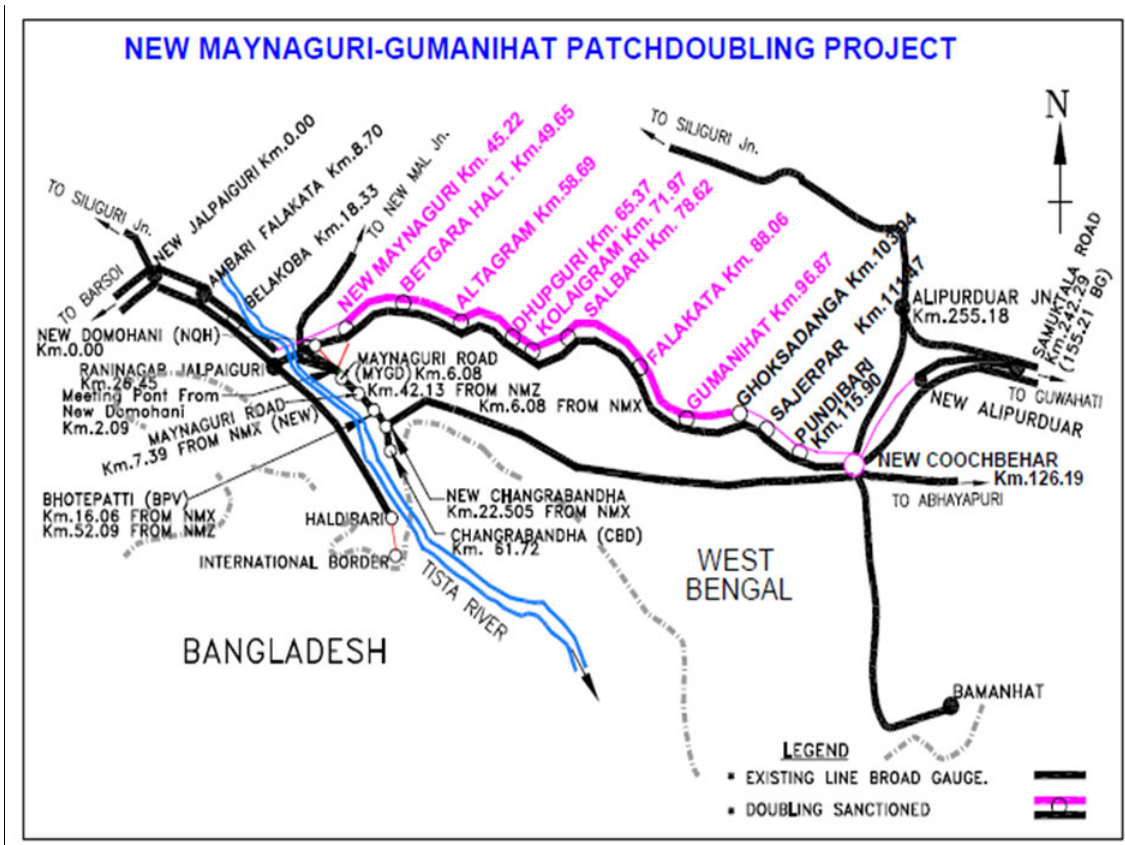 NEW MAYNAGURI-GUMANIHAT PATCHDOUBLING PROJECT
TO SILIGURI Jn.
NEW JALPAIGURI Km.0.00
AMBARI FALAKATA Km.8.70
BELAKOBA Km.18.33
TO NEW MAL Jn.
NEW MAYNAGURI Km. 45.22
BETGARA HALT. Km.49.65
ALTAGRAM Km.58.69
DHUPGURI Km. 65.37
KOLAIGRAM Km. 71.97
SALBARI Km. 78.62
FALAKATA Km. 88.06
GUMANIHAT Km.96.87
GHOKSADANGA Km.103.94
SAJERPAR Km.111.47
PUNDIBARI
Km.115.90
TO SILIGURI Jn.
N
ALIPURDUAR JN.
Km.255.18
SAMUKTALA ROAD
Km.242.29
(155.21 BG)
TO GUWAHATI
NEW ALIPURDUAR
NEW COOCHBEHAR
Km.126.19
TO ABHAYAPURI
TO BARSOI
NEW DOMOHANI (NQH)
Km.0.00
RANINAGAR JALPAIGURI
Km.26.45
Meeting Pont From
New Domohani
Km.2.09
MAYNAGURI ROAD
(MYGD) Km.6.08
Km.42.13 FROM NMZ
Km.6.08 FROM NMX
MAYNAGURI ROAD
Km.7.39 FROM NMX (NEW)
BHOTEPATTI (BPV)
Km.16.06 FROM NMX
Km.52.09 FROM NMZ
NEW CHANGRABANDHA
Km.22.505 FROM NMX
CHANGRABANDHA (CBD)
Km. 61.72
HALDIBARI
INTERNATIONAL BORDER
TISTA RIVER
WEST
BENGAL
BANGLADESH
BAMANHAT
LEGEND
▪ EXISTING LINE BROAD GAUGE.
▪ DOUBLING SANCTIONED